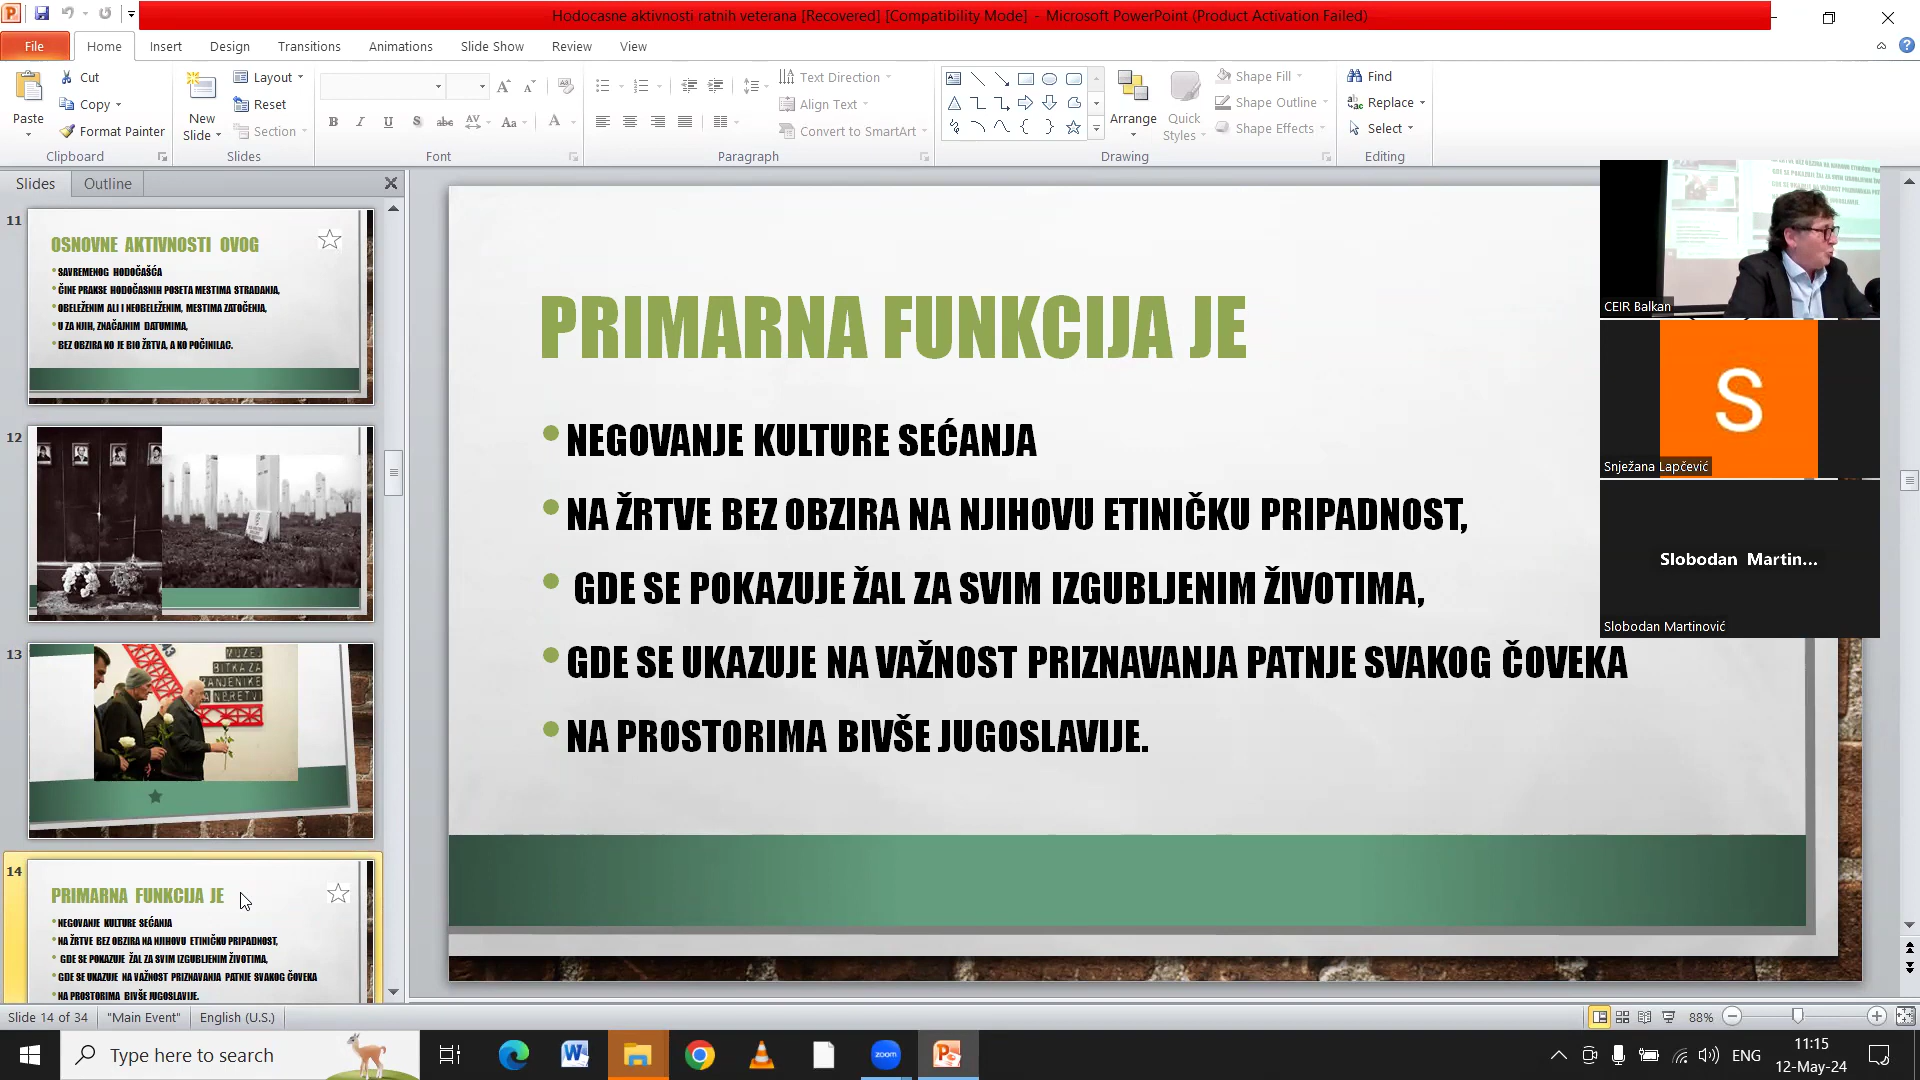 Hodocasne aktivnosti ratnih veterana [Recovered] [Compatibility Mode] - Microsoft PowerPoint (Product Activation Failed)
File Home Insert Design Transitions Animations Slide Show Review View
Paste
Cut
Copy
Format Painter
Clipboard
New Slide
Layout
Reset
Section
Slides
Font
Text Direction
Align Text
Convert to SmartArt
Paragraph
Arrange
Quick Styles
Shape Fill
Shape Outline
Shape Effects
Drawing
Find
Replace
Select
Editing
Slides Outline
11
OSNOVNE AKTIVNOSTI OVOG
SAVREMENOG HODOČAŠĆA
ČINE PRAKSE HODOČASNIH POSETA MESTIMA STRADANJA,
OBELEŽENIM ALI I NEOBELEŽENIM, MESTIMA ZATOČENJA,
U ZA NJIH, ZNAČAJNIM DATUMIMA,
BEZ OBZIRA KO JE BIO ŽRTVA, A KO POČINILAC.
12
13
MUZEJ
BITKA ZA
RANJENIKE
14
PRIMARNA FUNKCIJA JE
NEGOVANJE KULTURE SEĆANJA
NA ŽRTVE BEZ OBZIRA NA NJIHOVU ETINIČKU PRIPADNOST,
GDE SE POKAZUJE ŽAL ZA SVIM IZGUBLJENIM ŽIVOTIMA,
GDE SE UKAZUJE NA VAŽNOST PRIZNAVANJA PATNJE SVAKOG ČOVEKA
NA PROSTORIMA BIVŠE JUGOSLAVIJE.
PRIMARNA FUNKCIJA JE
NEGOVANJE KULTURE SEĆANJA
NA ŽRTVE BEZ OBZIRA NA NJIHOVU ETINIČKU PRIPADNOST,
GDE SE POKAZUJE ŽAL ZA SVIM IZGUBLJENIM ŽIVOTIMA,
GDE SE UKAZUJE NA VAŽNOST PRIZNAVANJA PATNJE SVAKOG ČOVEKA
NA PROSTORIMA BIVŠE JUGOSLAVIJE.
CEIR Balkan
S
Snježana Lapčević
Slobodan Martin...
Slobodan Martinović
Slide 14 of 34 "Main Event" English (U.S.) 88%
Type here to search
zoom
ENG
11:15
12-May-24